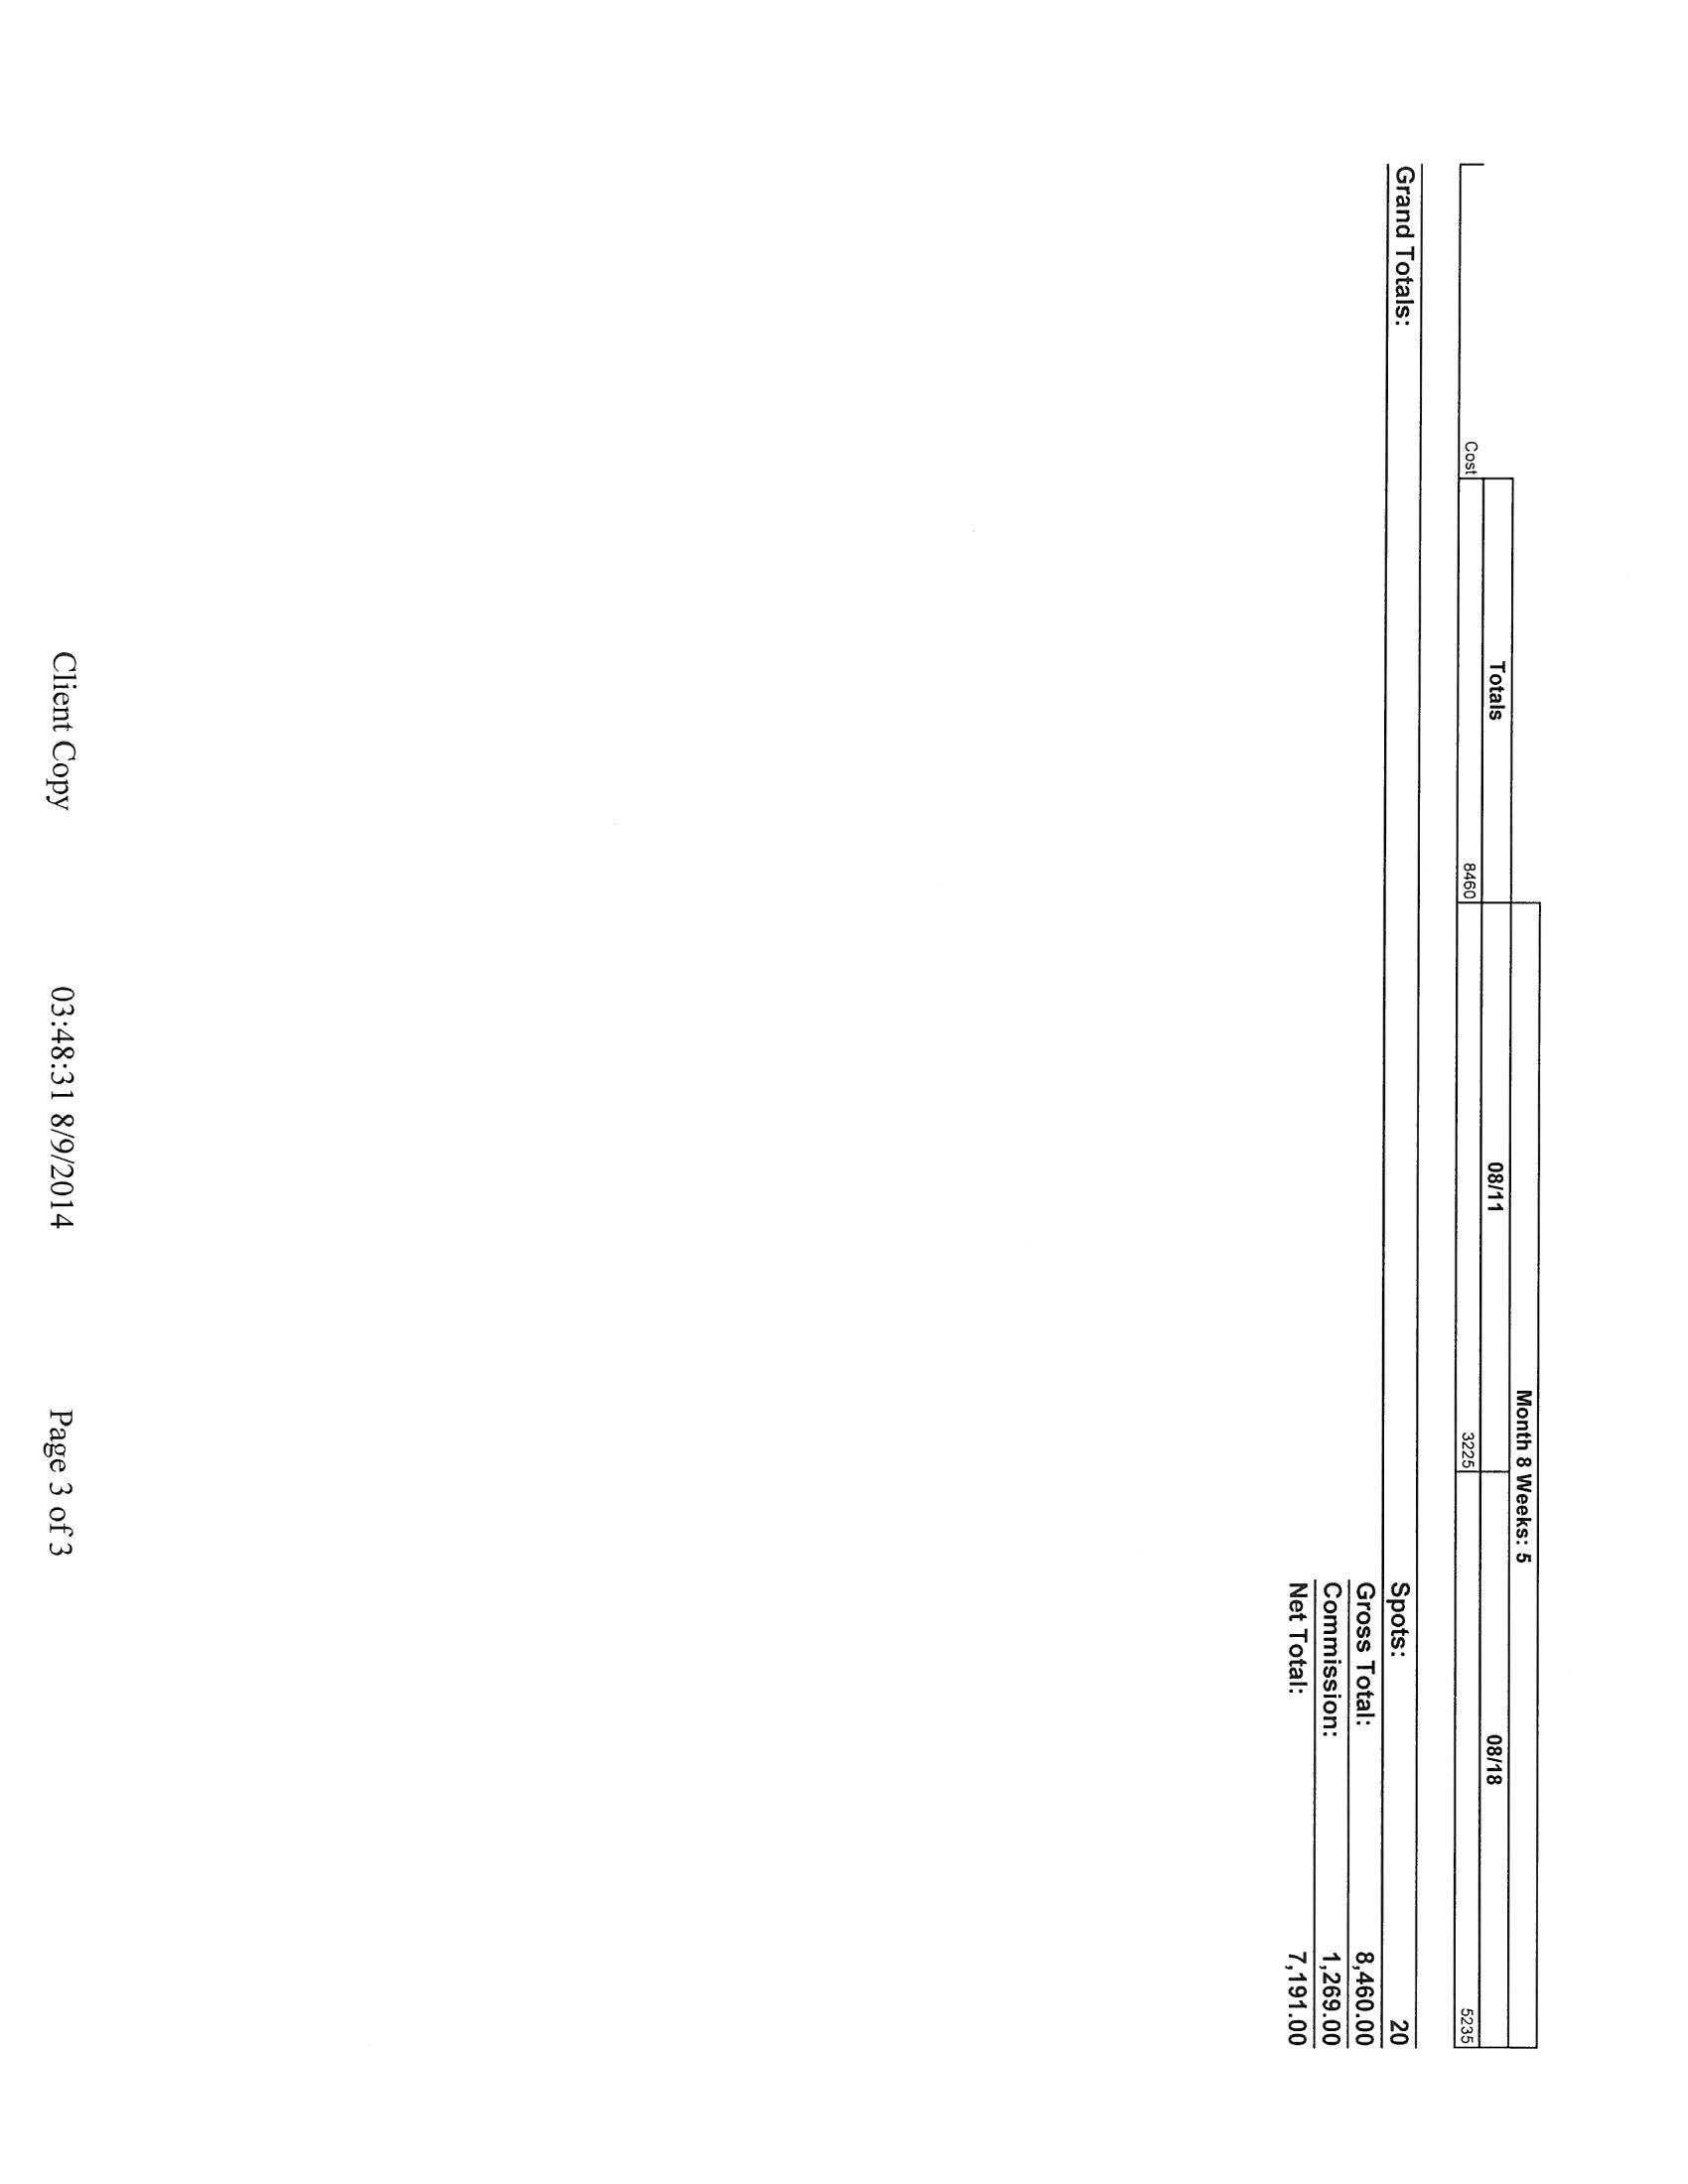 Month 8 Weeks: 5
Totals 08/11 08/18
Cost 8460 3225 5235
Grand Totals: Spots: 20
Gross Total: 8,460.00
Commission: 1,269.00
Net Total: 7,191.00
Client Copy 03:48:31 8/9/2014 Page 3 of 3